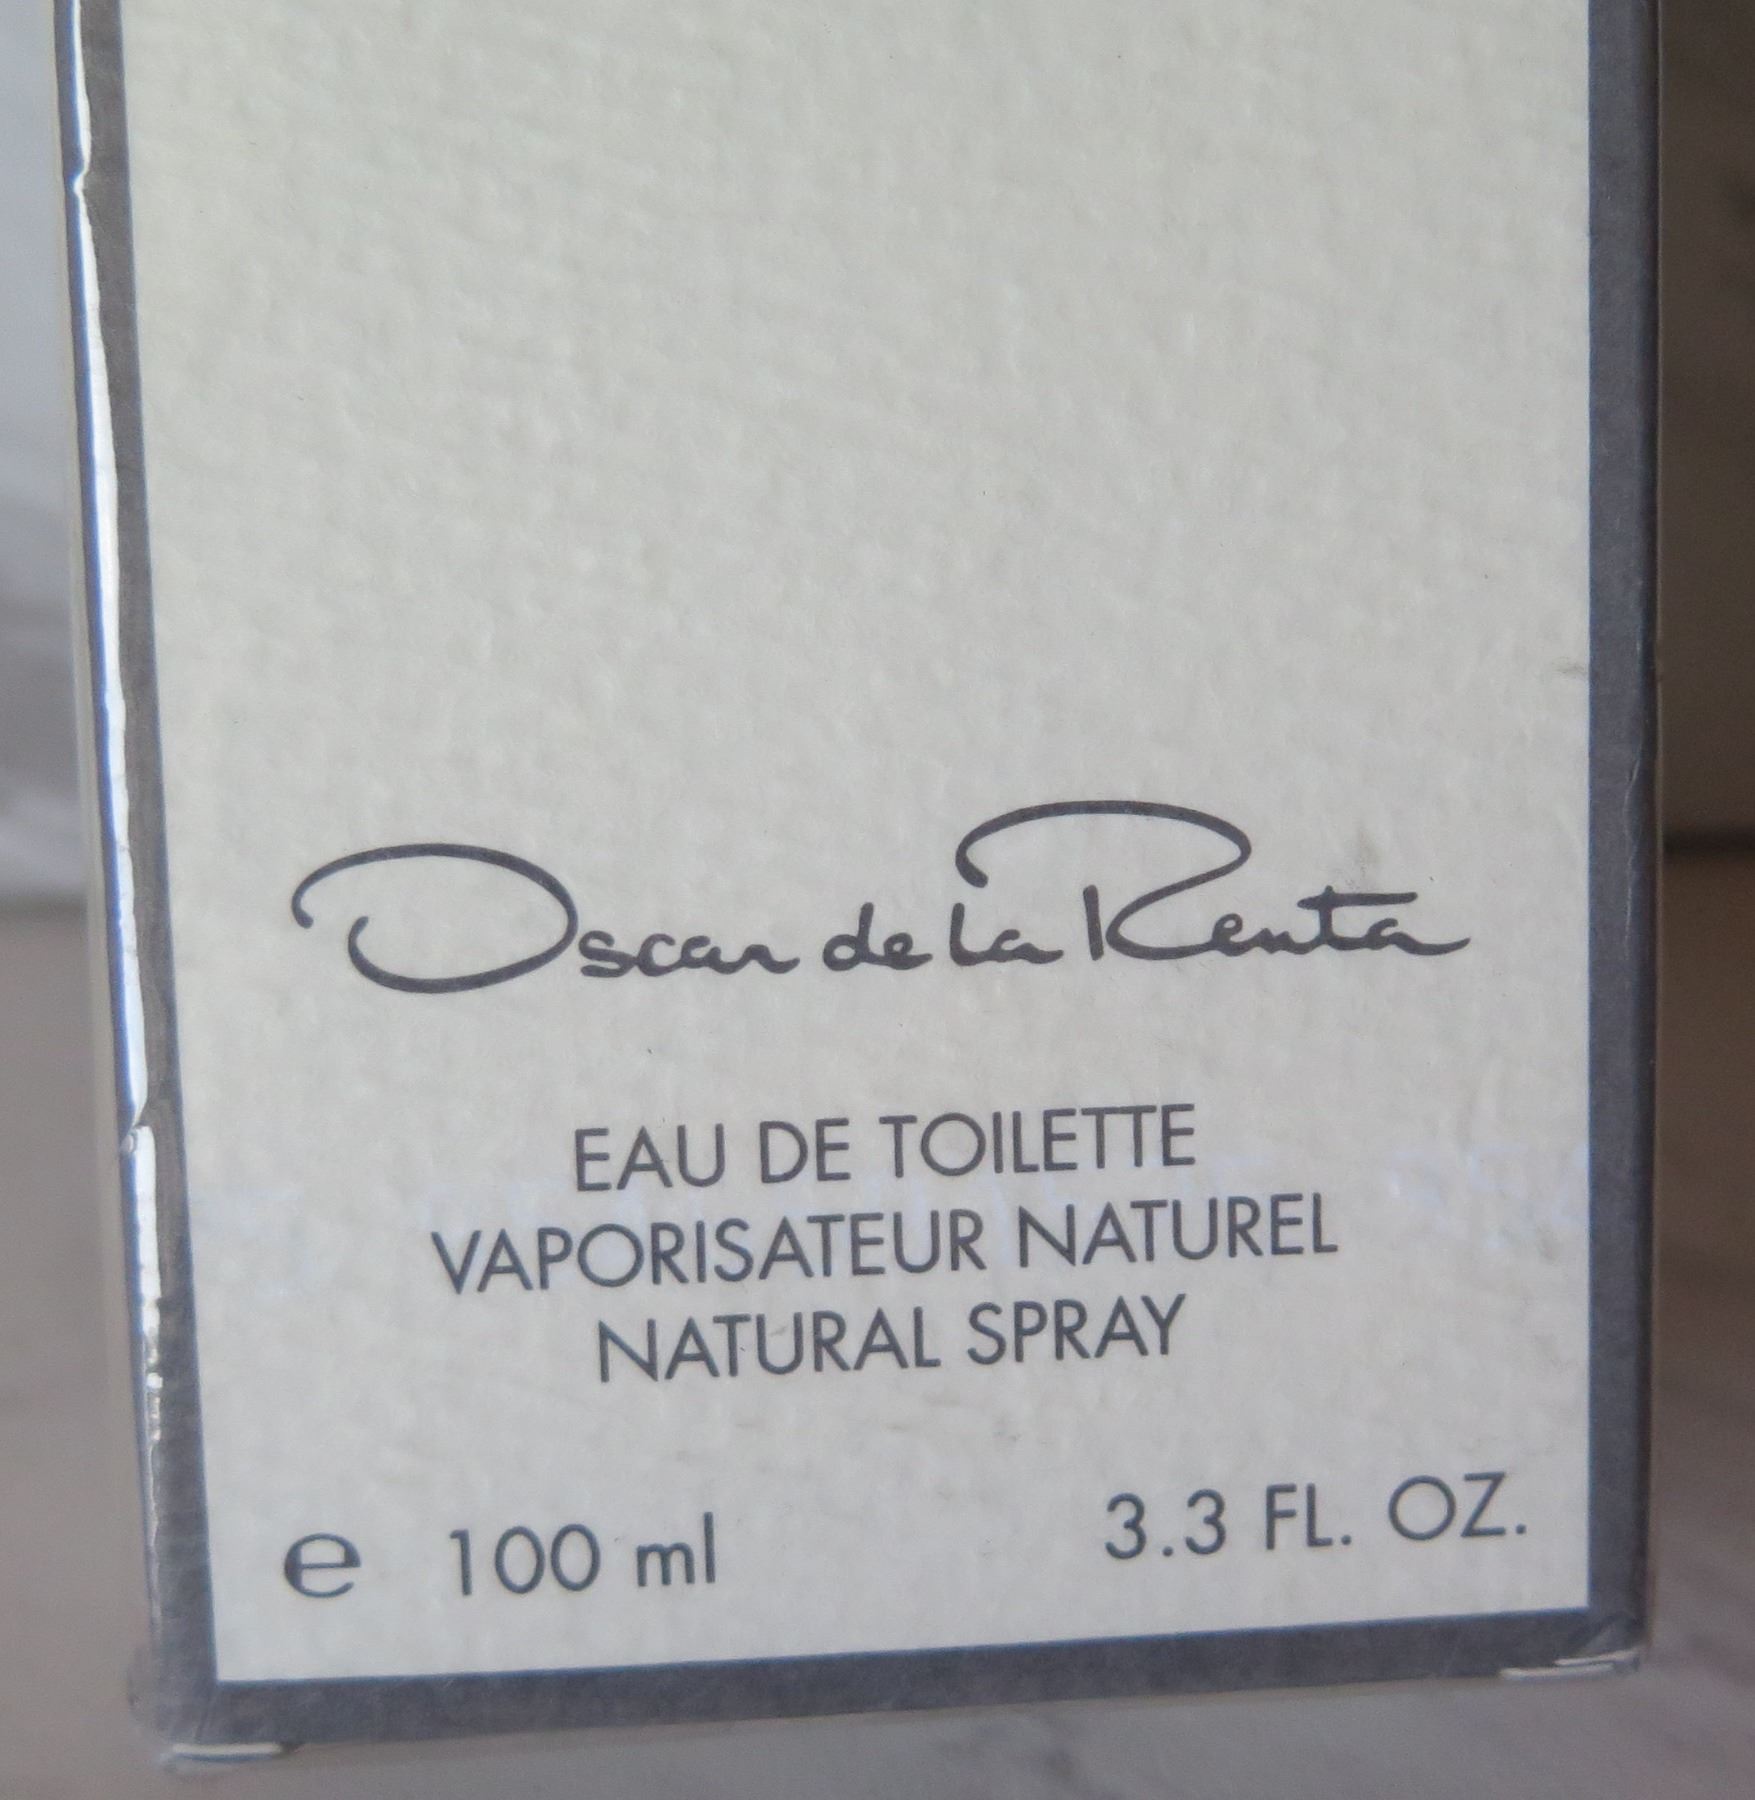 Oscar de la Renta
EAU DE TOILETTE
VAPORISATEUR NATUREL
NATURAL SPRAY
℮ 100 ml 3.3 FL. OZ.